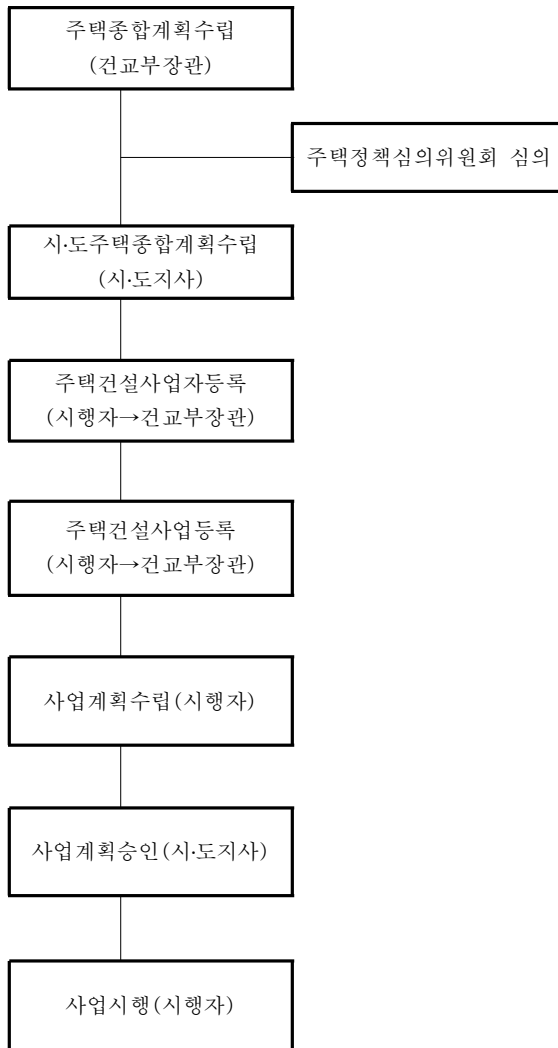 주택종합계획수립
(건교부장관)
주택정책심의위원회 심의
시·도주택종합계획수립
(시·도지사)
주택건설사업자등록
(시행자→건교부장관)
주택건설사업등록
(시행자→건교부장관)
사업계획수립(시행자)
사업계획승인(시·도지사)
사업시행(시행자)